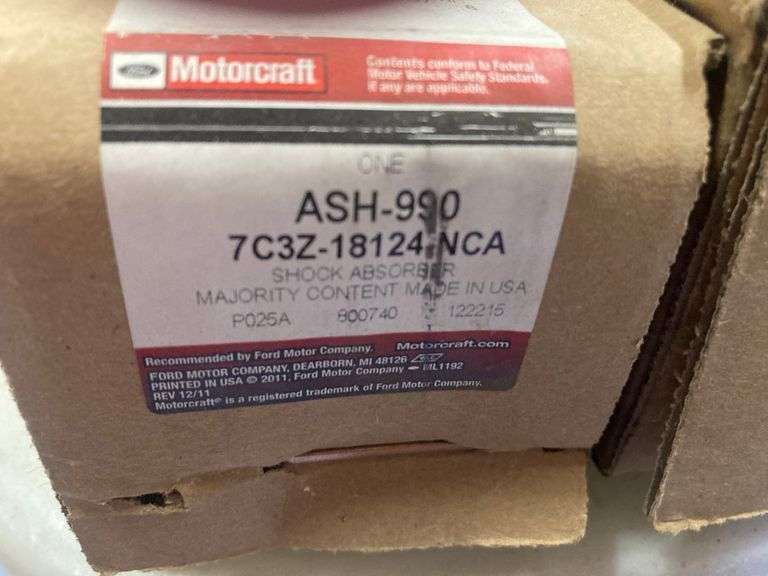 Ford Motorcraft
Contents conform to Federal
Motor Vehicle Safety Standards,
if any are applicable.
ONE
ASH-990
7C3Z-18124-NCA
SHOCK ABSORBER
MAJORITY CONTENT MADE IN USA
P025A 800740 122215
Recommended by Ford Motor Company. Motorcraft.com
FORD MOTOR COMPANY, DEARBORN, MI 48126
PRINTED IN USA © 2011, Ford Motor Company ML1192
REV 12/11
Motorcraft® is a registered trademark of Ford Motor Company.